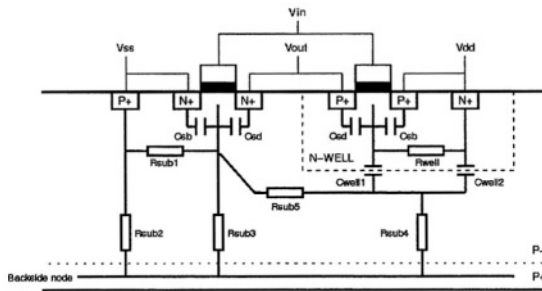 Vin
Vss
Vout
Vdd
P+
N+
N+
P+
P+
N+
Csb
Csd
Csd
Csb
N-WELL
Rwell
Rsub1
Cwell1
Cwell2
Rsub5
Rsub2
Rsub3
Rsub4
P-
Backside node